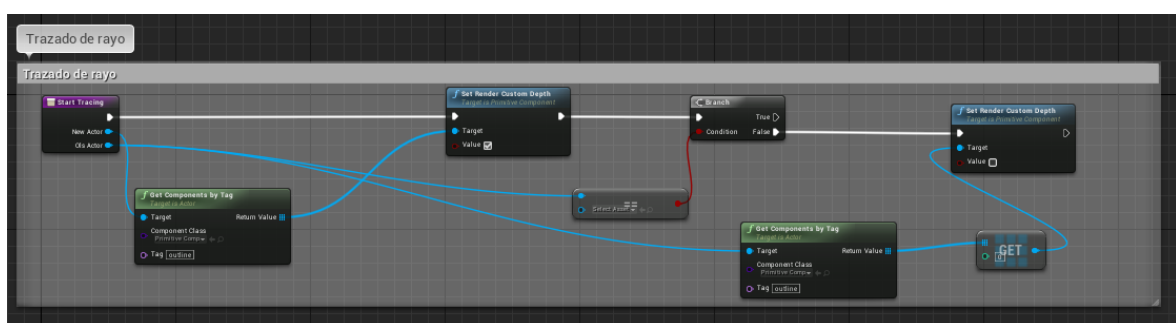 Trazado de rayo
Trazado de rayo
Start Tracing
New Actor
Ols Actor
f Set Render Custom Depth
Target is Primitive Component
Target
Value
f Get Components by Tag
Target is Actor
Target
Return Value
Component Class
Primitive Comp
Tag outline
Branch
True
Condition
False
==
Select Asset
f Get Components by Tag
Target is Actor
Target
Return Value
Component Class
Primitive Comp
Tag outline
GET
0
f Set Render Custom Depth
Target is Primitive Component
Target
Value